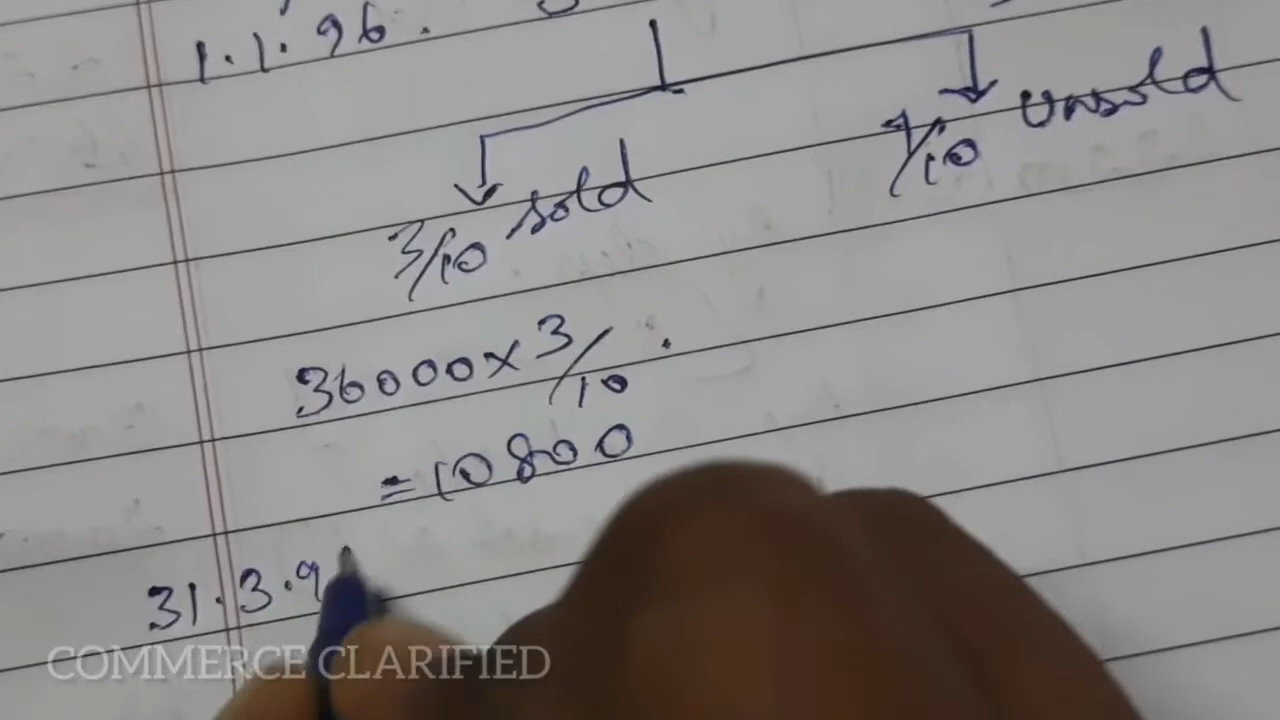 1.1.96.
7/10 unsold
3/10 sold
36000 x 3/10
= 10800
31.3.9
COMMERCE CLARIFIED